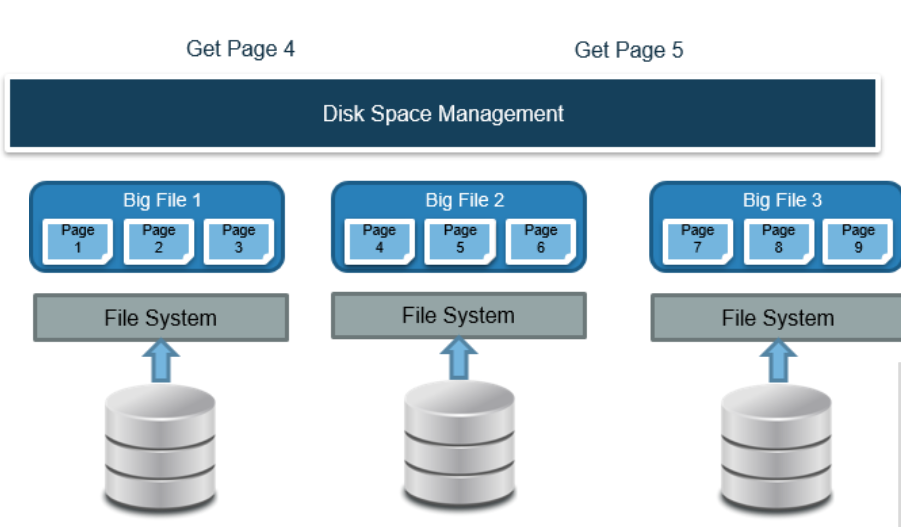 Get Page 4
Get Page 5
Disk Space Management
Big File 1
Page
1
Page
2
Page
3
Big File 2
Page
4
Page
5
Page
6
Big File 3
Page
7
Page
8
Page
9
File System
File System
File System